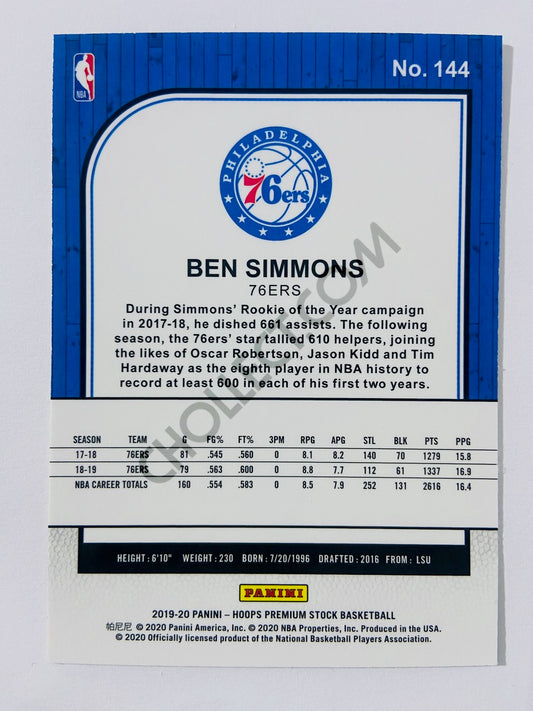 No. 144
NBA
PHILADELPHIA
76ers
BEN SIMMONS
76ERS
During Simmons' Rookie of the Year campaign
in 2017-18, he dished 661 assists. The following
season, the 76ers' star tallied 610 helpers, joining
the likes of Oscar Robertson, Jason Kidd and Tim
Hardaway as the eighth player in NBA history to
record at least 600 in each of his first two years.
CHOLLECT.COM
SEASON TEAM G FG% FT% 3PM RPG APG STL BLK PTS PPG
17-18 76ERS 81 .545 .560 0 8.1 8.2 140 70 1279 15.8
18-19 76ERS 79 .563 .600 0 8.8 7.7 112 61 1337 16.9
NBA CAREER TOTALS 160 .554 .583 0 8.5 7.9 252 131 2616 16.4
HEIGHT: 6'10" WEIGHT: 230 BORN: 7/20/1996 DRAFTED: 2016 FROM: LSU
PANINI
2019-20 PANINI – HOOPS PREMIUM STOCK BASKETBALL
帕尼尼 © 2020 Panini America, Inc. © 2020 NBA Properties, Inc. Produced in the USA.
© 2020 Officially licensed product of the National Basketball Players Association.